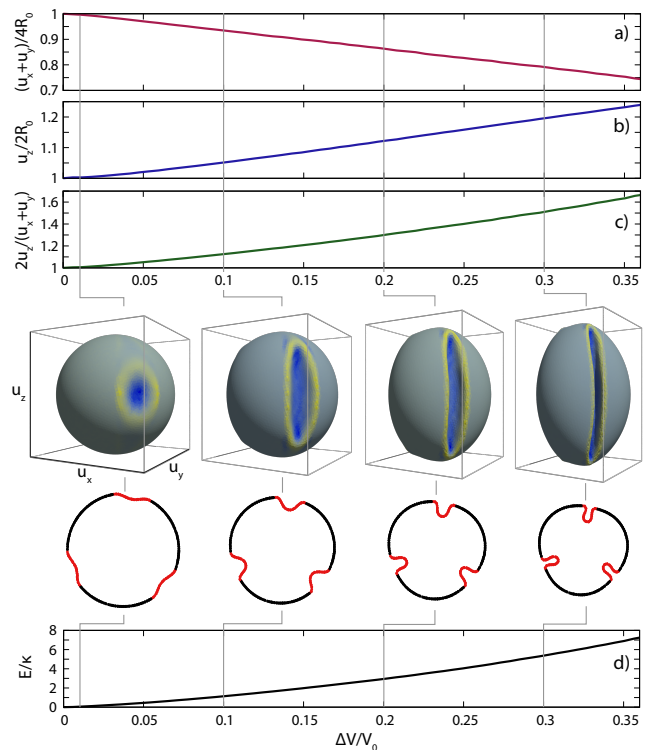 (u_x+u_y)/4R_0
1
0.9
0.8
0.7
a)
u_z/2R_0
1.2
1.1
1
b)
2u_z/(u_x+u_y)
1.6
1.4
1.2
1
c)
0 0.05 0.1 0.15 0.2 0.25 0.3 0.35
u_z
u_x
u_y
E/κ
8
6
4
2
0
d)
0 0.05 0.1 0.15 0.2 0.25 0.3 0.35
ΔV/V_0